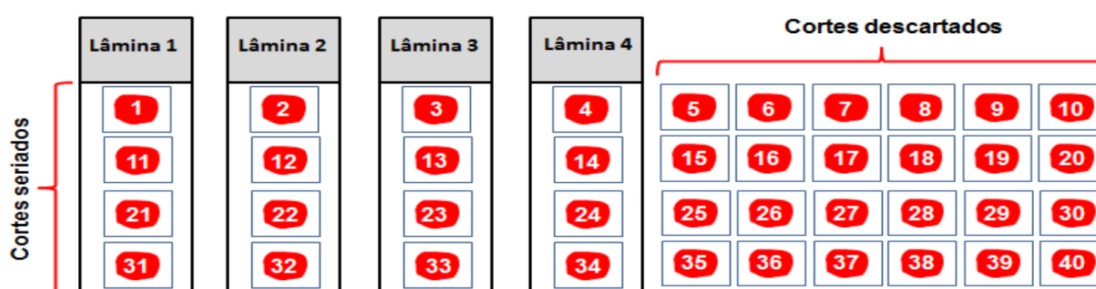 Cortes descartados
Lâmina 1 Lâmina 2 Lâmina 3 Lâmina 4
Cortes seriados
1 2 3 4 5 6 7 8 9 10
11 12 13 14 15 16 17 18 19 20
21 22 23 24 25 26 27 28 29 30
31 32 33 34 35 36 37 38 39 40